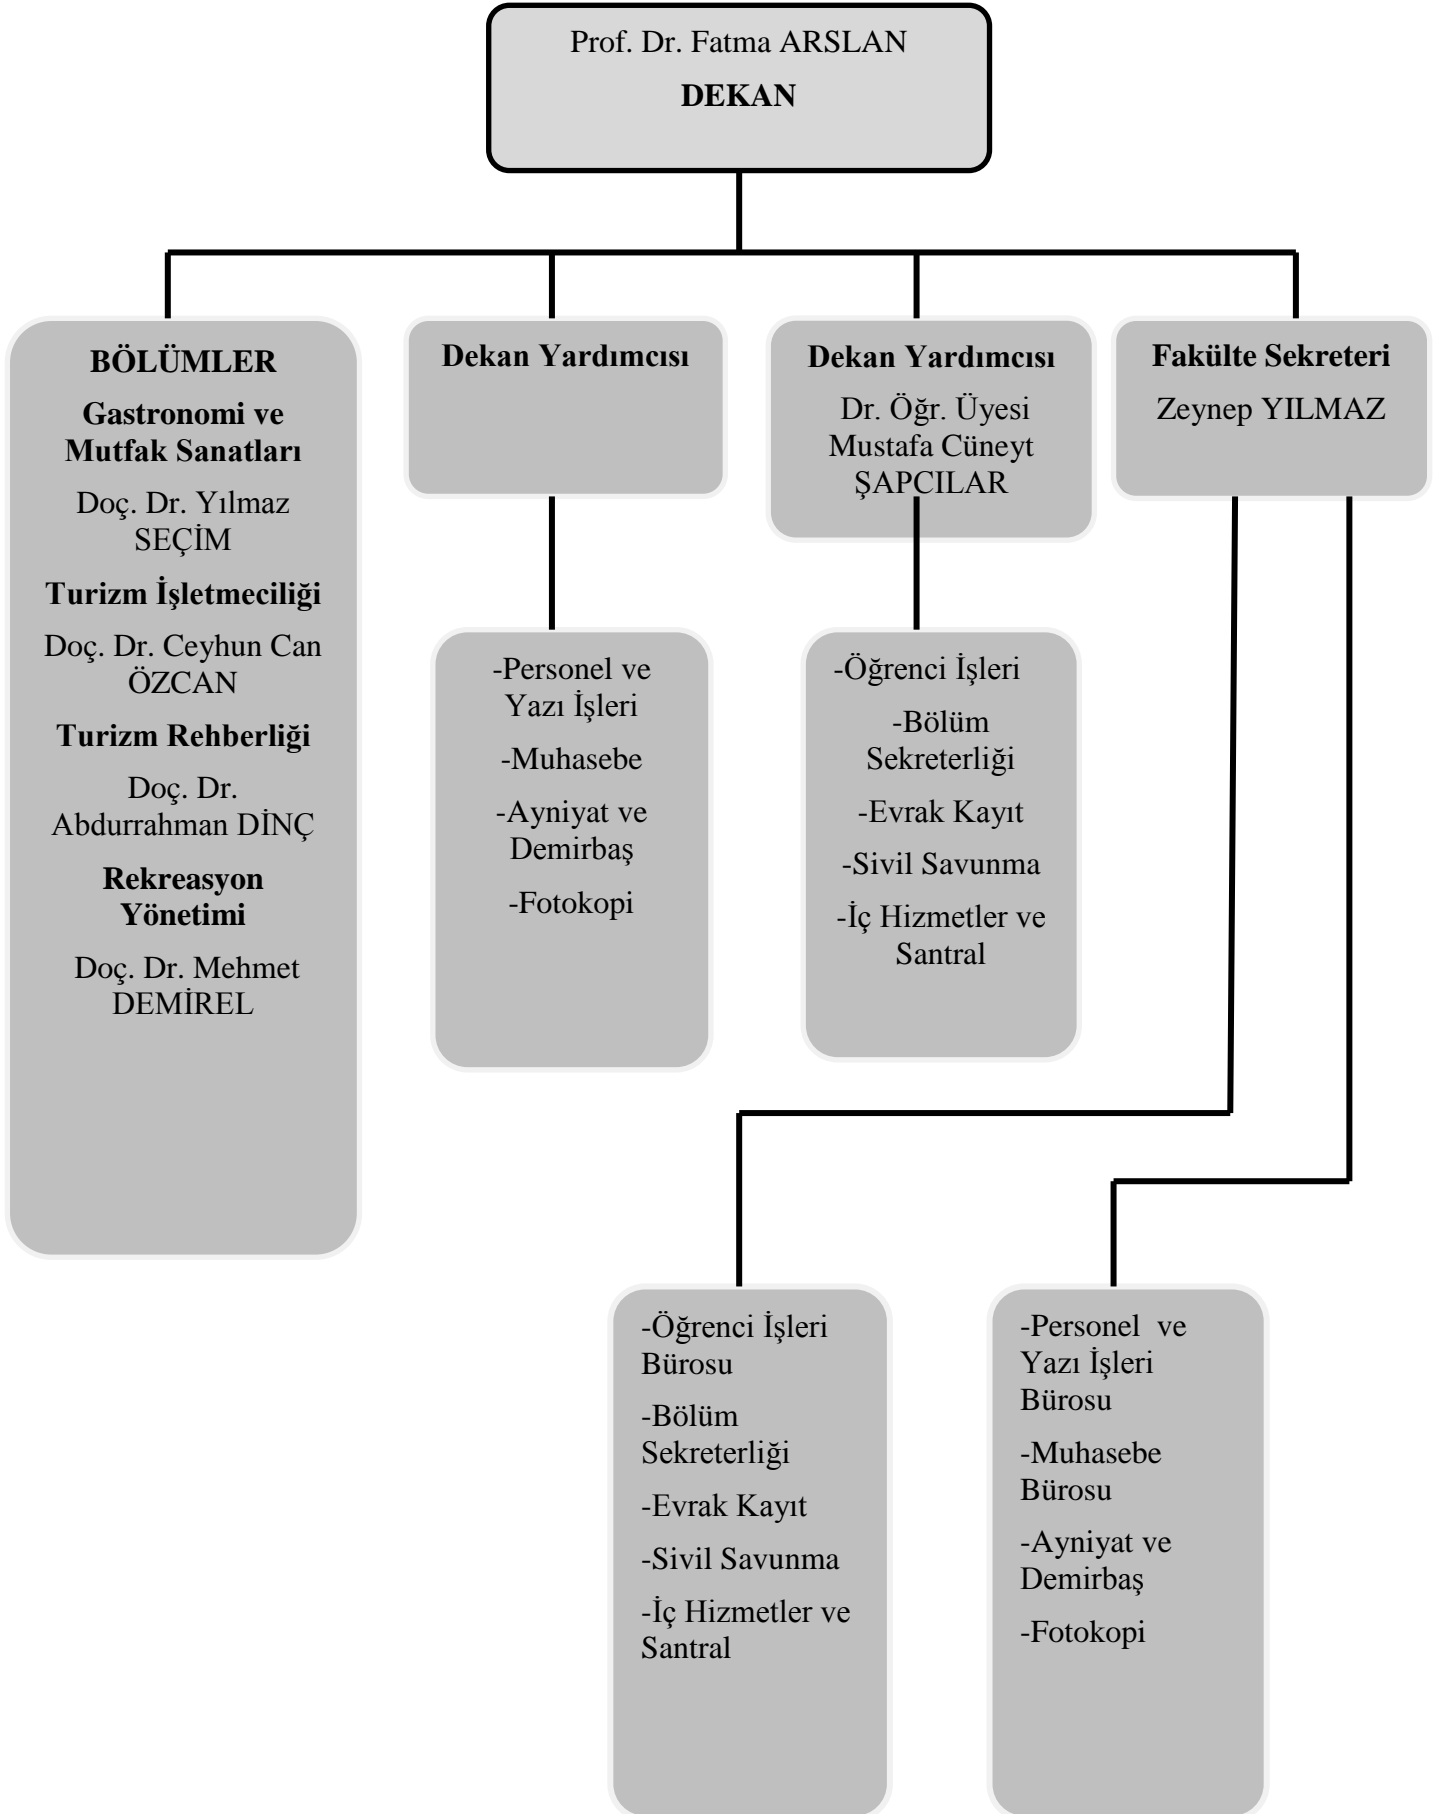 Prof. Dr. Fatma ARSLAN
DEKAN
BÖLÜMLER
Gastronomi ve
Mutfak Sanatları
Doç. Dr. Yılmaz
SEÇİM
Turizm İşletmeciliği
Doç. Dr. Ceyhun Can
ÖZCAN
Turizm Rehberliği
Doç. Dr.
Abdurrahman DİNÇ
Rekreasyon
Yönetimi
Doç. Dr. Mehmet
DEMİREL
Dekan Yardımcısı
-Personel ve
Yazı İşleri
-Muhasebe
-Ayniyat ve
Demirbaş
-Fotokopi
Dekan Yardımcısı
Dr. Öğr. Üyesi
Mustafa Cüneyt
ŞAPCILAR
-Öğrenci İşleri
-Bölüm
Sekreterliği
-Evrak Kayıt
-Sivil Savunma
-İç Hizmetler ve
Santral
Fakülte Sekreteri
Zeynep YILMAZ
-Öğrenci İşleri
Bürosu
-Bölüm
Sekreterliği
-Evrak Kayıt
-Sivil Savunma
-İç Hizmetler ve
Santral
-Personel  ve
Yazı İşleri
Bürosu
-Muhasebe
Bürosu
-Ayniyat ve
Demirbaş
-Fotokopi